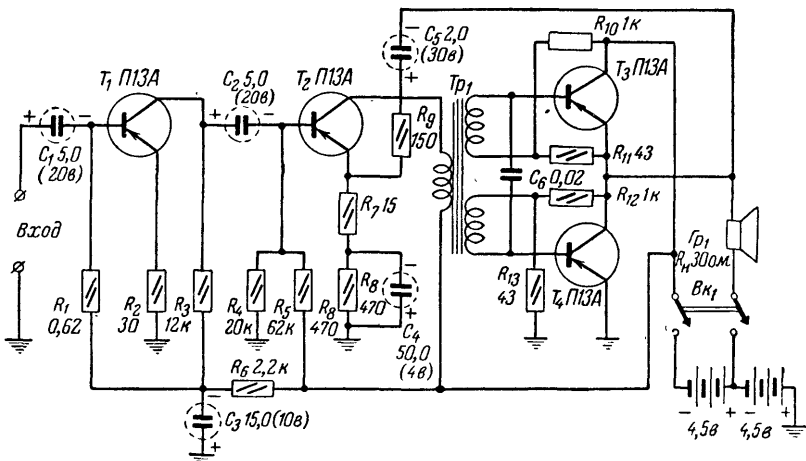 C₅ 2,0
(30в)
R₁₀ 1к
T₁ П13А
C₂ 5,0
(20в)
T₂ П13А
Тр₁
T₃ П13А
C₁ 5,0
(20в)
R₉
150
R₁₁ 43
C₆ 0,02
R₁₂ 1к
R₇ 15
Вход
Гр₁
Rн 30ом
R₁
0,62
R₂
30
R₃
12к
R₄
20к
R₅
62к
R₈
470
R₈
470
C₄
50,0
(4в)
R₁₃
43
T₄ П13А
Вк₁
R₆ 2,2к
C₃ 15,0 (10в)
4,5в
4,5в